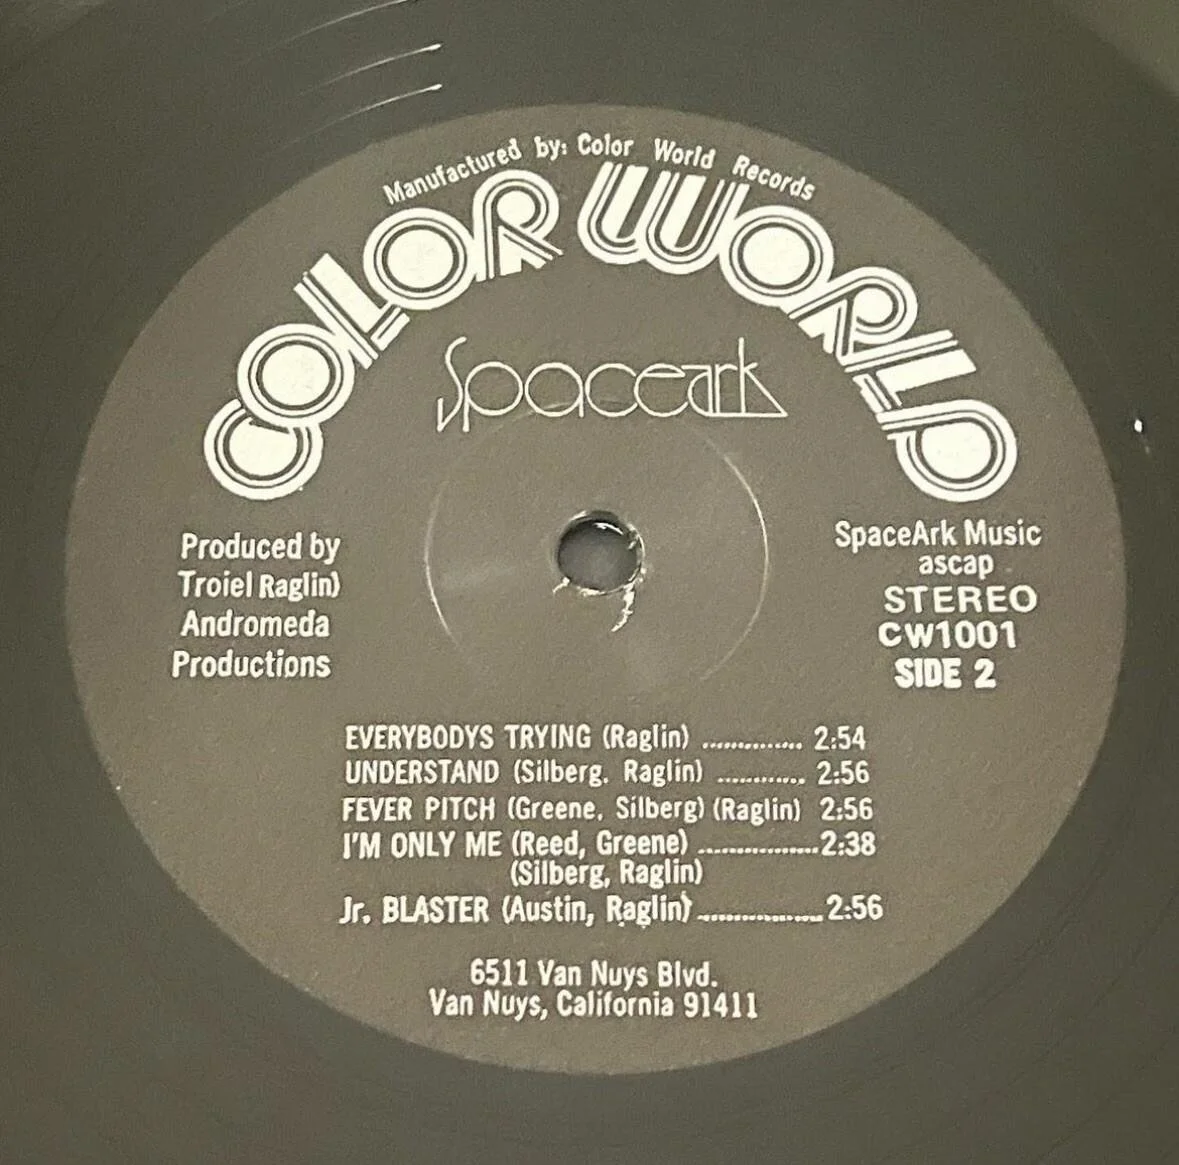 Manufactured by: Color World Records
COLOR WORLD
Spaceark
Produced by
Troiel Raglin)
Andromeda
Productions
SpaceArk Music
ascap
STEREO
CW1001
SIDE 2
EVERYBODYS TRYING (Raglin) .............. 2:54
UNDERSTAND (Silberg. Raglin) ............ 2:56
FEVER PITCH (Greene, Silberg) (Raglin) 2:56
I'M ONLY ME (Reed, Greene) ................2:38
(Silberg, Raglin)
Jr. BLASTER (Austin, Raglin) ................2:56
6511 Van Nuys Blvd.
Van Nuys, California 91411